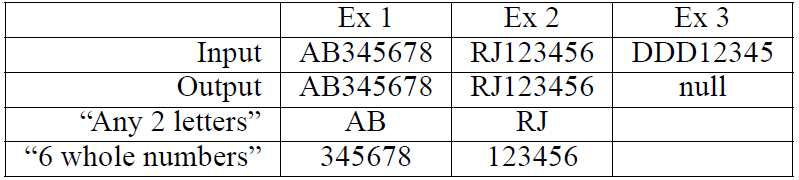 Ex 1 Ex 2 Ex 3
Input AB345678 RJ123456 DDD12345
Output AB345678 RJ123456 null
“Any 2 letters” AB RJ
“6 whole numbers” 345678 123456